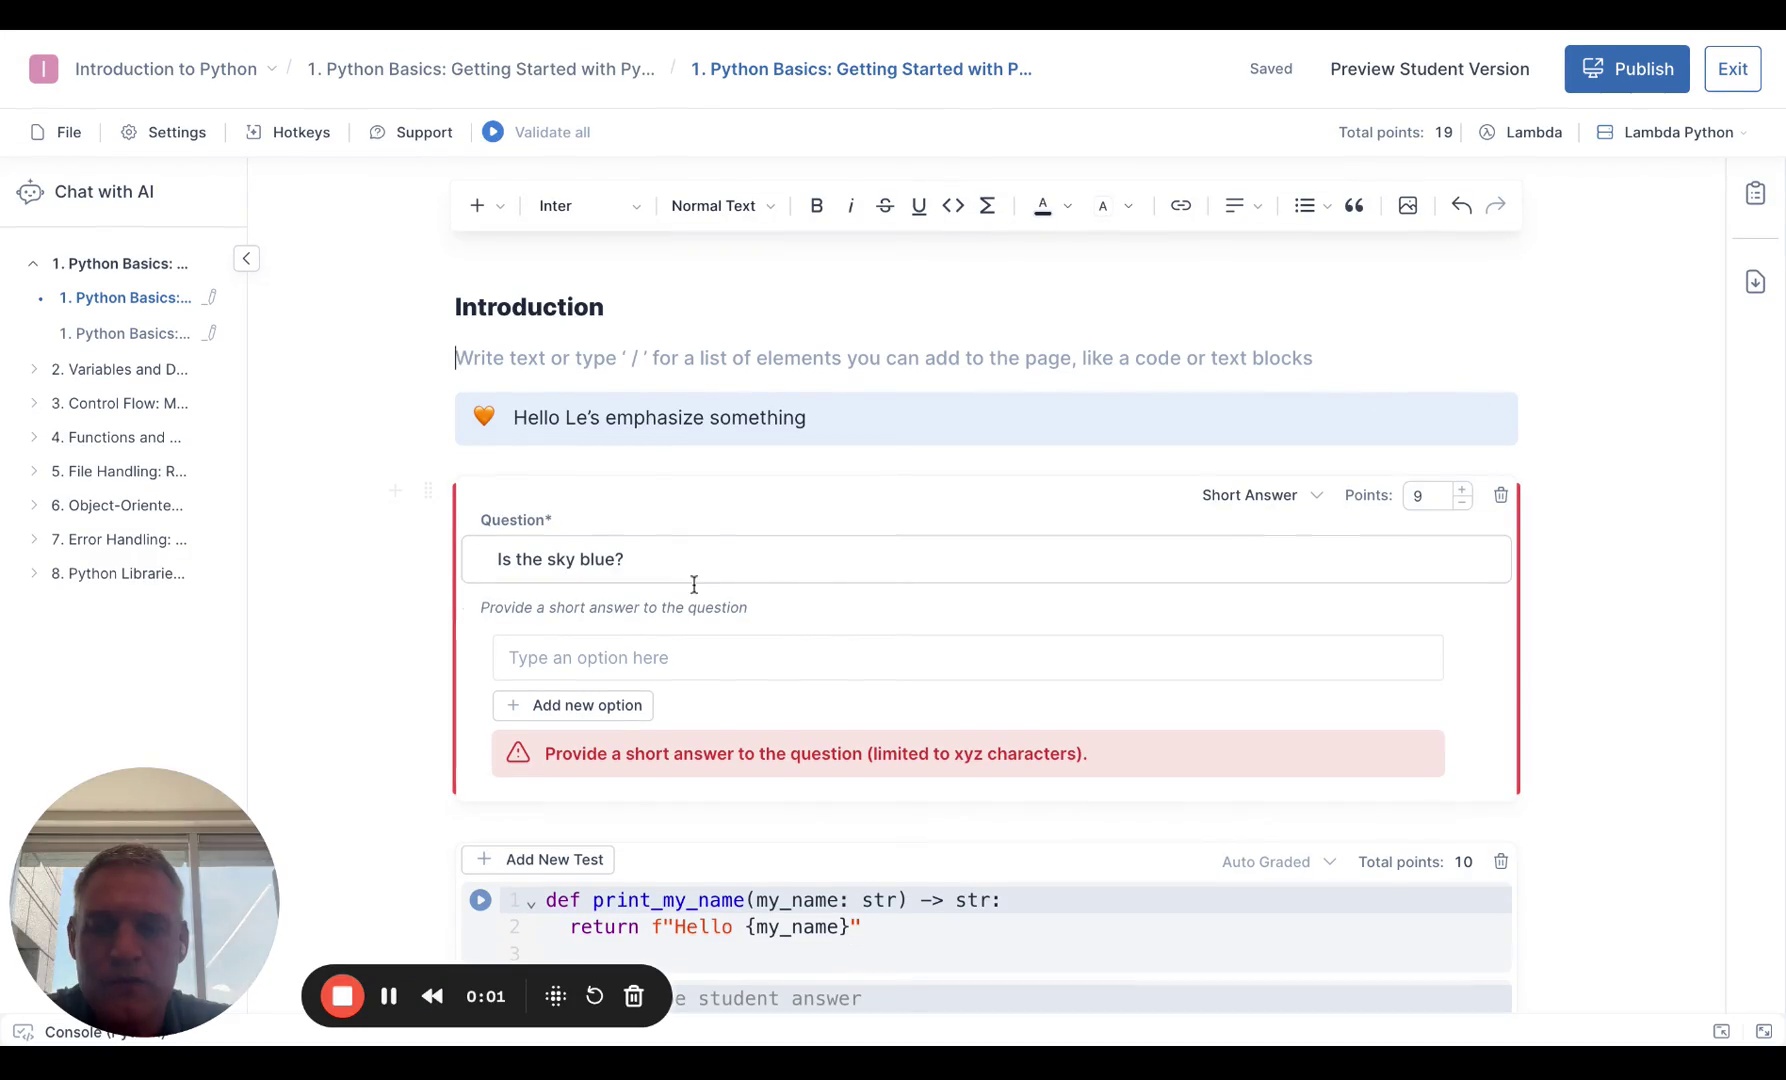 I Introduction to Python / 1. Python Basics: Getting Started with Py... / 1. Python Basics: Getting Started with P... Saved Preview Student Version Publish Exit
File Settings Hotkeys Support Validate all Total points: 19 Lambda Lambda Python
Chat with AI
+ Inter Normal Text B i S U <> Σ A A
1. Python Basics: ...
1. Python Basics:...
1. Python Basics:...
2. Variables and D...
3. Control Flow: M...
4. Functions and ...
5. File Handling: R...
6. Object-Oriente...
7. Error Handling: ...
8. Python Librarie...
Introduction
Write text or type ‘ / ’ for a list of elements you can add to the page, like a code or text blocks
🧡 Hello Le’s emphasize something
Short Answer Points: 9
Question*
Is the sky blue?
Provide a short answer to the question
Type an option here
+ Add new option
Provide a short answer to the question (limited to xyz characters).
+ Add New Test Auto Graded Total points: 10
1 def print_my_name(my_name: str) -> str:
2 return f"Hello {my_name}"
3
0:01
e student answer
Console